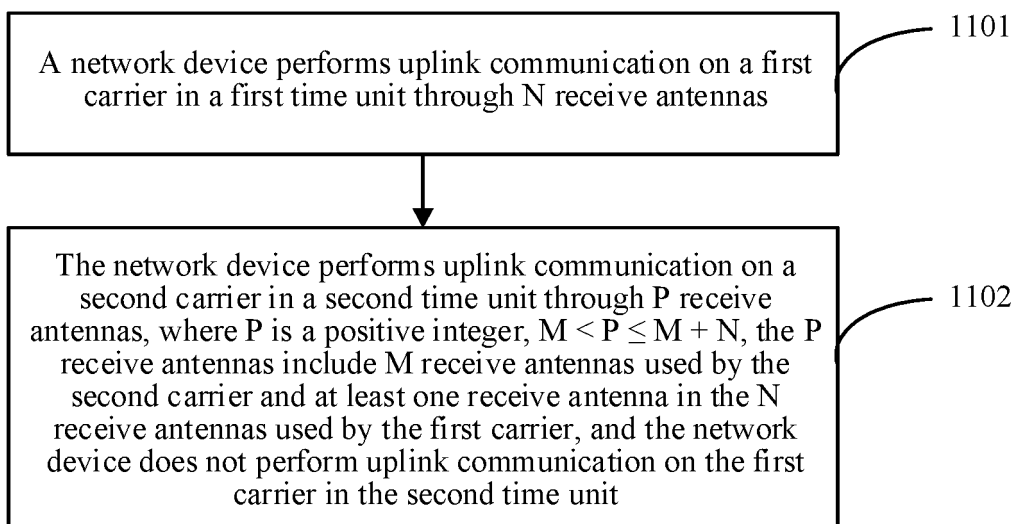 A network device performs uplink communication on a first
carrier in a first time unit through N receive antennas
1101
The network device performs uplink communication on a
second carrier in a second time unit through P receive
antennas, where P is a positive integer, M < P ≤ M + N, the P
receive antennas include M receive antennas used by the
second carrier and at least one receive antenna in the N
receive antennas used by the first carrier, and the network
device does not perform uplink communication on the first
carrier in the second time unit
1102